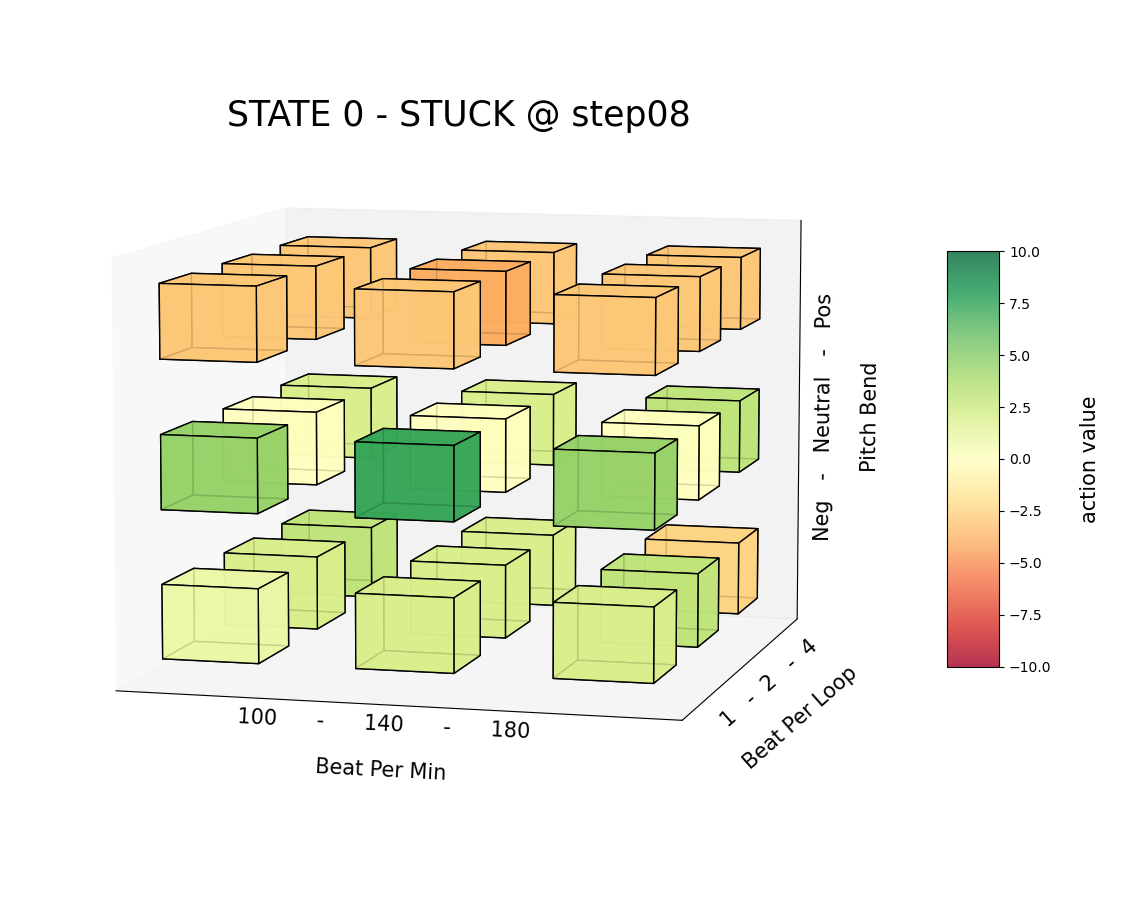 STATE 0 - STUCK @ step08
Neg - Neutral - Pos
Pitch Bend
1 - 2 - 4
Beat Per Loop
100 - 140 - 180
Beat Per Min
10.0
7.5
5.0
2.5
0.0
−2.5
−5.0
−7.5
−10.0
action value